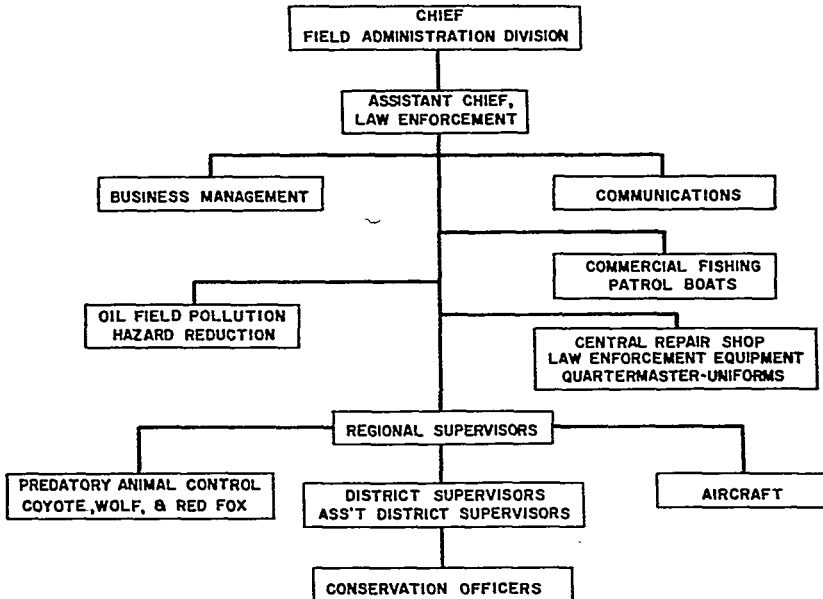 CHIEF
FIELD ADMINISTRATION DIVISION
ASSISTANT CHIEF,
LAW ENFORCEMENT
BUSINESS MANAGEMENT
COMMUNICATIONS
COMMERCIAL FISHING
PATROL BOATS
OIL FIELD POLLUTION
HAZARD REDUCTION
CENTRAL REPAIR SHOP
LAW ENFORCEMENT EQUIPMENT
QUARTERMASTER-UNIFORMS
REGIONAL SUPERVISORS
PREDATORY ANIMAL CONTROL
COYOTE, WOLF, & RED FOX
DISTRICT SUPERVISORS
ASS'T DISTRICT SUPERVISORS
AIRCRAFT
CONSERVATION OFFICERS